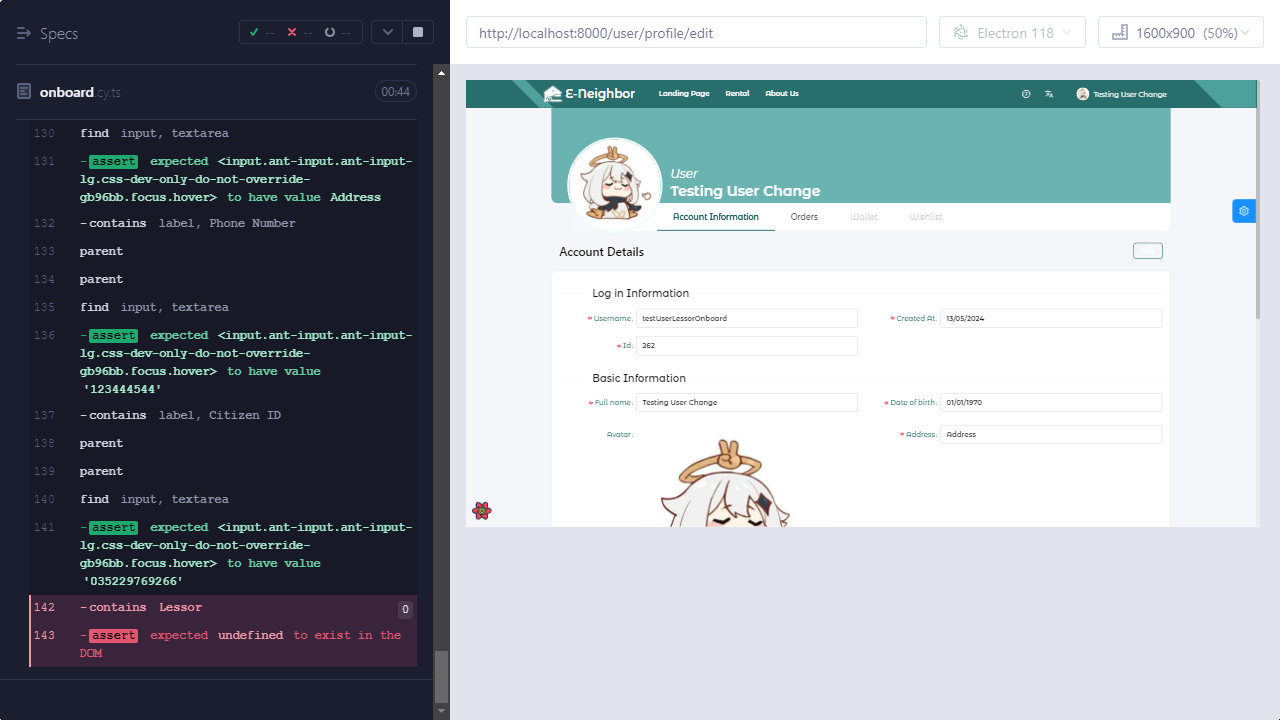 Specs
--
--
--
http://localhost:8000/user/profile/edit
Electron 118
1600x900 (50%)
onboard.cy.ts
00:44
130 find input, textarea
131 -assert expected <input.ant-input.ant-input-
lg.css-dev-only-do-not-override-
gb96bb.focus.hover> to have value Address
132 -contains label, Phone Number
133 parent
134 parent
135 find input, textarea
136 -assert expected <input.ant-input.ant-input-
lg.css-dev-only-do-not-override-
gb96bb.focus.hover> to have value
'123444544'
137 -contains label, Citizen ID
138 parent
139 parent
140 find input, textarea
141 -assert expected <input.ant-input.ant-input-
lg.css-dev-only-do-not-override-
gb96bb.focus.hover> to have value
'035229769266'
142 -contains Lessor 0
143 -assert expected undefined to exist in the
DOM
E-Neighbor
Landing Page Rental About Us
Testing User Change
User
Testing User Change
Account Information Orders Wallet Wishlist
Account Details
Log in Information
* Username: testUserLessorOnboard
* Created At: 13/05/2024
* Id: 262
Basic Information
* Full name: Testing User Change
* Date of birth: 01/01/1970
Avatar:
* Address: Address